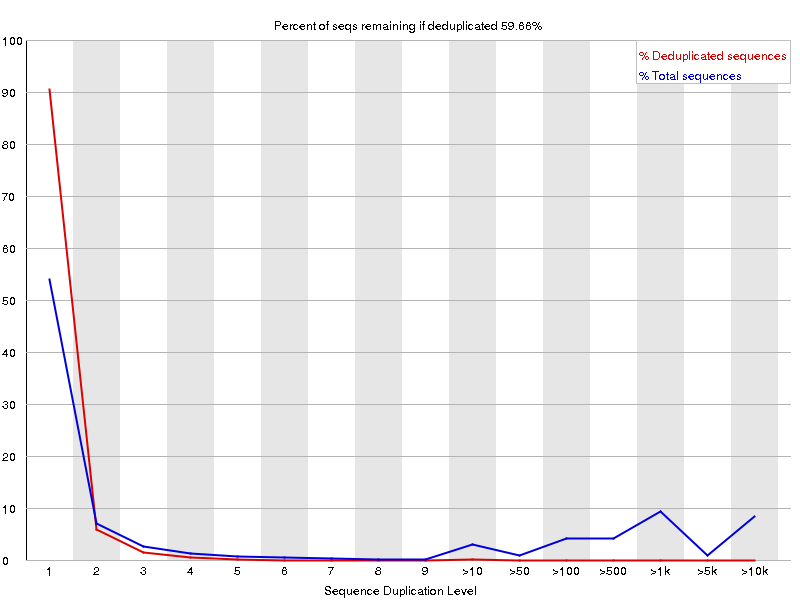 Percent of seqs remaining if deduplicated 59.66%
% Deduplicated sequences
% Total sequences
100
90
80
70
60
50
40
30
20
10
0
1 2 3 4 5 6 7 8 9 >10 >50 >100 >500 >1k >5k >10k
Sequence Duplication Level